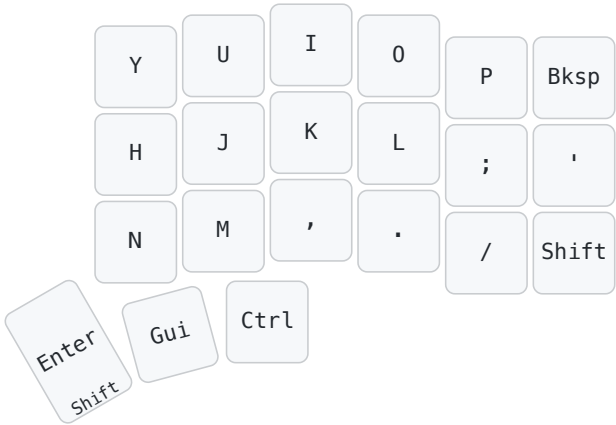 Y U I O P Bksp
H J K L ; '
N M , . / Shift
Enter Gui Ctrl
Shift